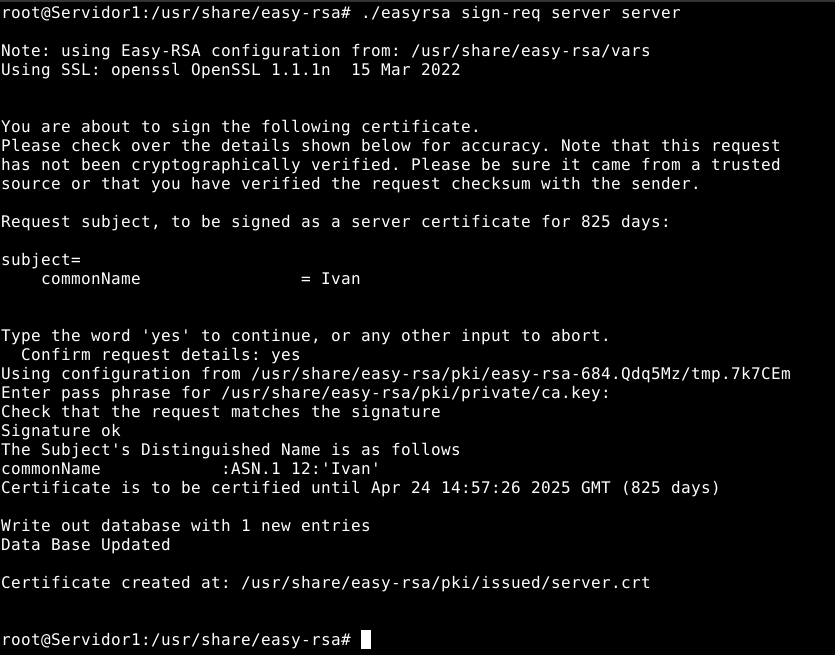 root@Servidor1:/usr/share/easy-rsa# ./easyrsa sign-req server server
Note: using Easy-RSA configuration from: /usr/share/easy-rsa/vars
Using SSL: openssl OpenSSL 1.1.1n  15 Mar 2022
You are about to sign the following certificate.
Please check over the details shown below for accuracy. Note that this request
has not been cryptographically verified. Please be sure it came from a trusted
source or that you have verified the request checksum with the sender.
Request subject, to be signed as a server certificate for 825 days:
subject=
    commonName                = Ivan
Type the word 'yes' to continue, or any other input to abort.
  Confirm request details: yes
Using configuration from /usr/share/easy-rsa/pki/easy-rsa-684.Qdq5Mz/tmp.7k7CEm
Enter pass phrase for /usr/share/easy-rsa/pki/private/ca.key:
Check that the request matches the signature
Signature ok
The Subject's Distinguished Name is as follows
commonName            :ASN.1 12:'Ivan'
Certificate is to be certified until Apr 24 14:57:26 2025 GMT (825 days)
Write out database with 1 new entries
Data Base Updated
Certificate created at: /usr/share/easy-rsa/pki/issued/server.crt
root@Servidor1:/usr/share/easy-rsa#